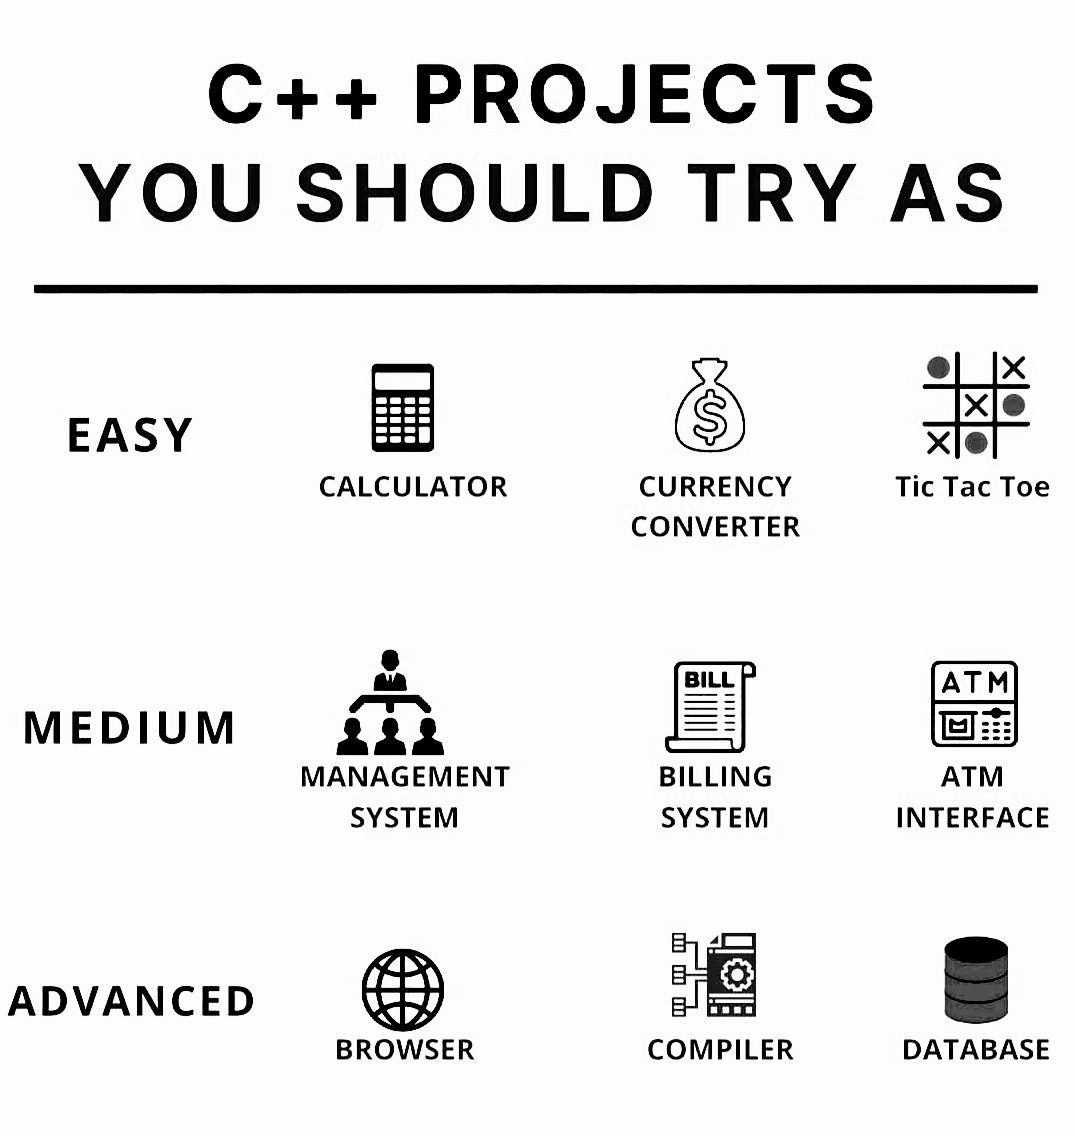 C++ PROJECTS
YOU SHOULD TRY AS
EASY
CALCULATOR
CURRENCY
CONVERTER
Tic Tac Toe
MEDIUM
MANAGEMENT
SYSTEM
BILL
BILLING
SYSTEM
ATM
ATM
INTERFACE
ADVANCED
BROWSER
COMPILER
DATABASE